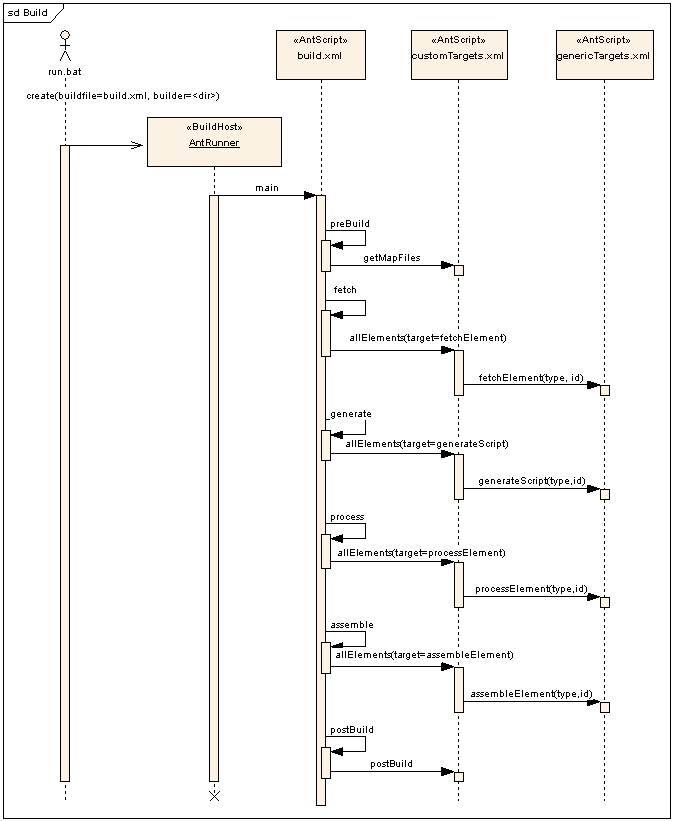 sd Build
«AntScript»
build.xml
«AntScript»
customTargets.xml
«AntScript»
genericTargets.xml
run.bat
create(buildfile=build.xml, builder=<dir>)
«BuildHost»
AntRunner
main
preBuild
getMapFiles
fetch
allElements(target=fetchElement)
fetchElement(type, id)
generate
allElements(target=generateScript)
generateScript(type,id)
process
allElements(target=processElement)
processElement(type,id)
assemble
allElements(target=assembleElement)
assembleElement(type,id)
postBuild
postBuild